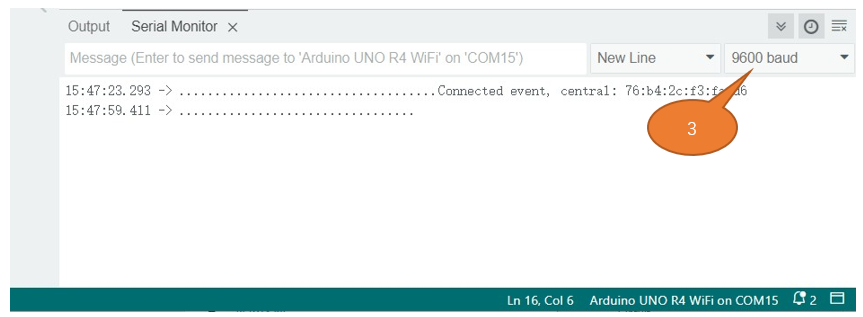 Output Serial Monitor ×
Message (Enter to send message to 'Arduino UNO R4 WiFi' on 'COM15') New Line 9600 baud
15:47:23.293 -> ....................................Connected event, central: 76:b4:2c:f3:
15:47:59.411 -> .................................
3
Ln 16, Col 6 Arduino UNO R4 WiFi on COM15 2